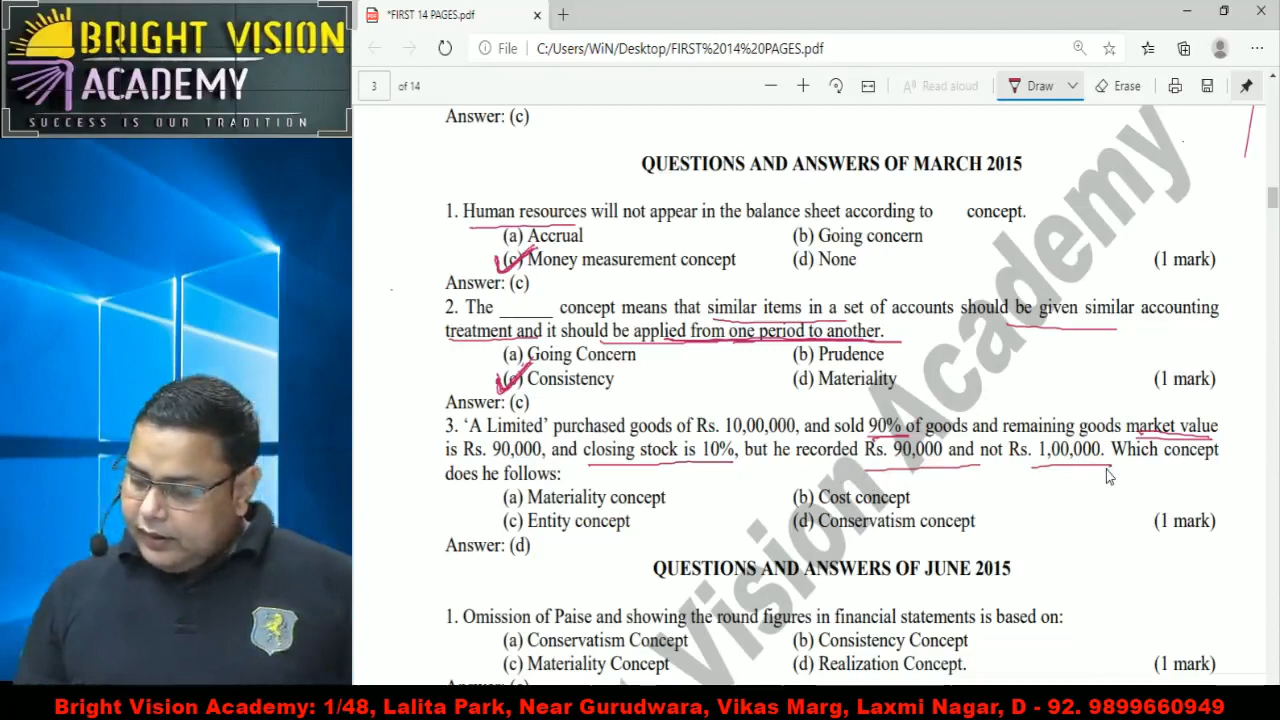 BRIGHT VISION
ACADEMY
SUCCESS IS OUR TRADITION
*FIRST 14 PAGES.pdf
File C:/Users/WiN/Desktop/FIRST%2014%20PAGES.pdf
3 of 14
Read aloud
Draw
Erase
Answer: (c)
QUESTIONS AND ANSWERS OF MARCH 2015
1. Human resources will not appear in the balance sheet according to concept.
(a) Accrual (b) Going concern
(c) Money measurement concept (d) None (1 mark)
Answer: (c)
2. The ______ concept means that similar items in a set of accounts should be given similar accounting
treatment and it should be applied from one period to another.
(a) Going Concern (b) Prudence
(c) Consistency (d) Materiality (1 mark)
Answer: (c)
3. ‘A Limited’ purchased goods of Rs. 10,00,000, and sold 90% of goods and remaining goods market value
is Rs. 90,000, and closing stock is 10%, but he recorded Rs. 90,000 and not Rs. 1,00,000. Which concept
does he follows:
(a) Materiality concept (b) Cost concept
(c) Entity concept (d) Conservatism concept (1 mark)
Answer: (d)
QUESTIONS AND ANSWERS OF JUNE 2015
1. Omission of Paise and showing the round figures in financial statements is based on:
(a) Conservatism Concept (b) Consistency Concept
(c) Materiality Concept (d) Realization Concept. (1 mark)
Academy
Bright Vision Academy: 1/48, Lalita Park, Near Gurudwara, Vikas Marg, Laxmi Nagar, D - 92. 9899660949